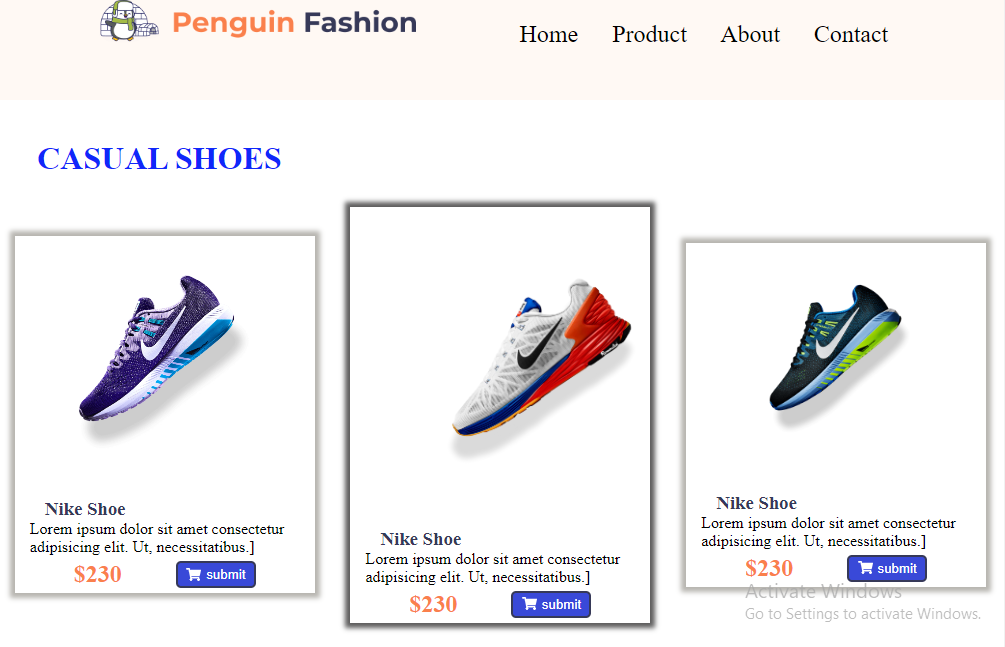 Penguin Fashion
Home Product About Contact
CASUAL SHOES
Nike Shoe
Lorem ipsum dolor sit amet consectetur
adipisicing elit. Ut, necessitatibus.]
$230 submit
Nike Shoe
Lorem ipsum dolor sit amet consectetur
adipisicing elit. Ut, necessitatibus.]
$230 submit
Nike Shoe
Lorem ipsum dolor sit amet consectetur
adipisicing elit. Ut, necessitatibus.]
$230 submit
Activate Windows
Go to Settings to activate Windows.